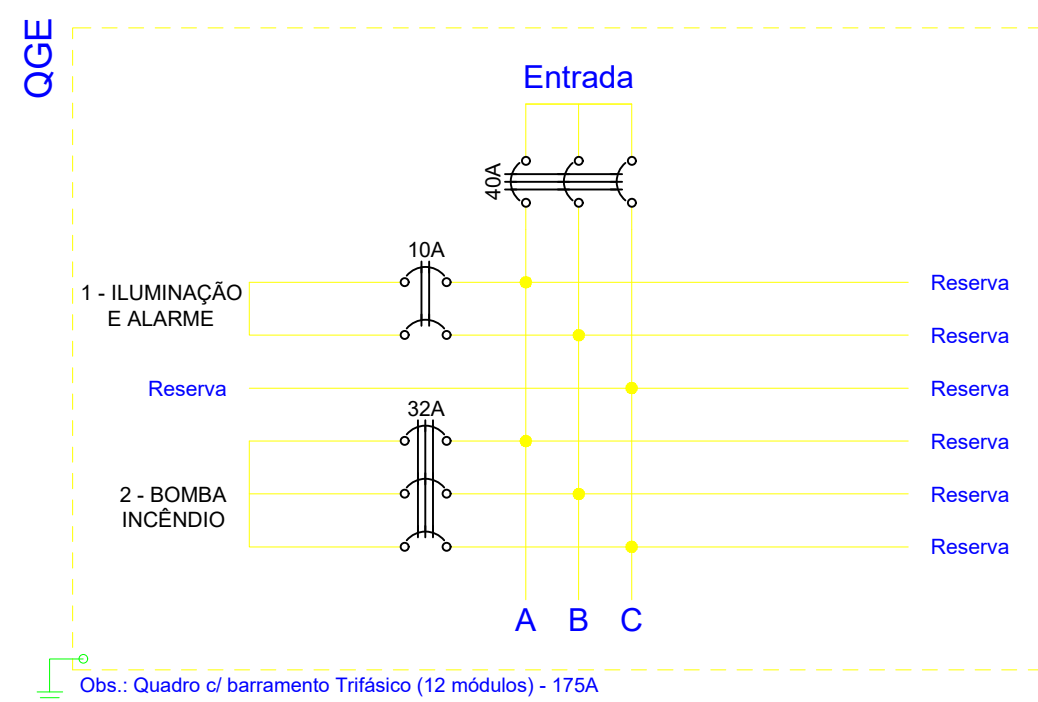 QGE
Entrada
40A
10A
1 - ILUMINAÇÃO
E ALARME
Reserva
Reserva
Reserva
Reserva
32A
Reserva
2 - BOMBA
INCÊNDIO
Reserva
Reserva
A B C
Obs.: Quadro c/ barramento Trifásico (12 módulos) - 175A